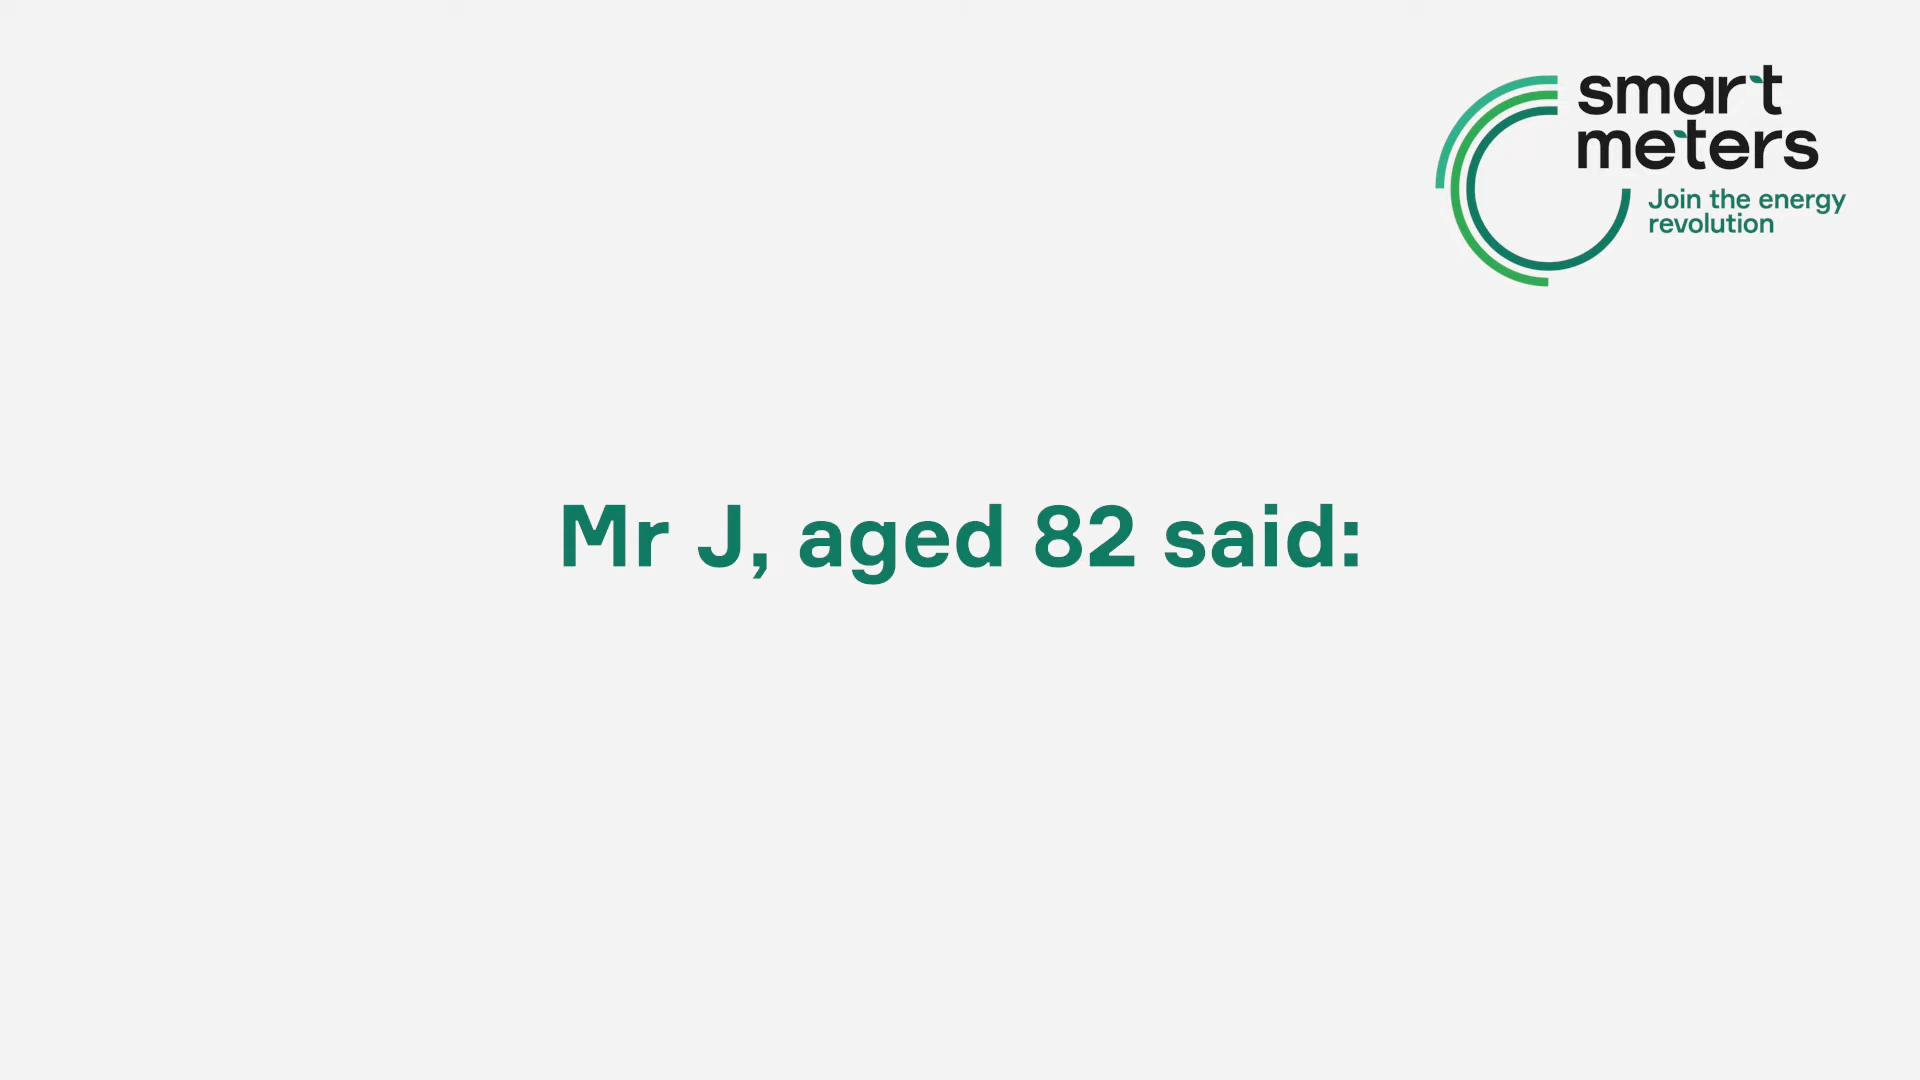 smart
meters
Join the energy
revolution
Mr J, aged 82 said: